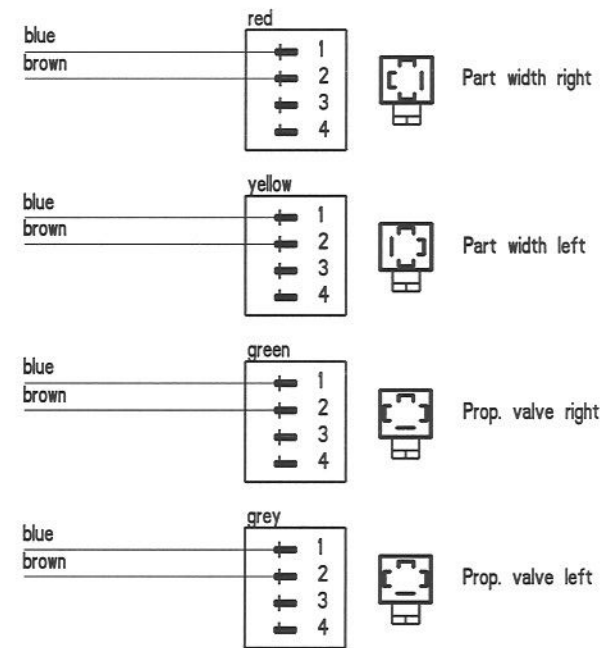 red
blue
1
brown
2
3
4
Part width right
yellow
blue
1
brown
2
3
4
Part width left
green
blue
1
brown
2
3
4
Prop. valve right
grey
blue
1
brown
2
3
4
Prop. valve left